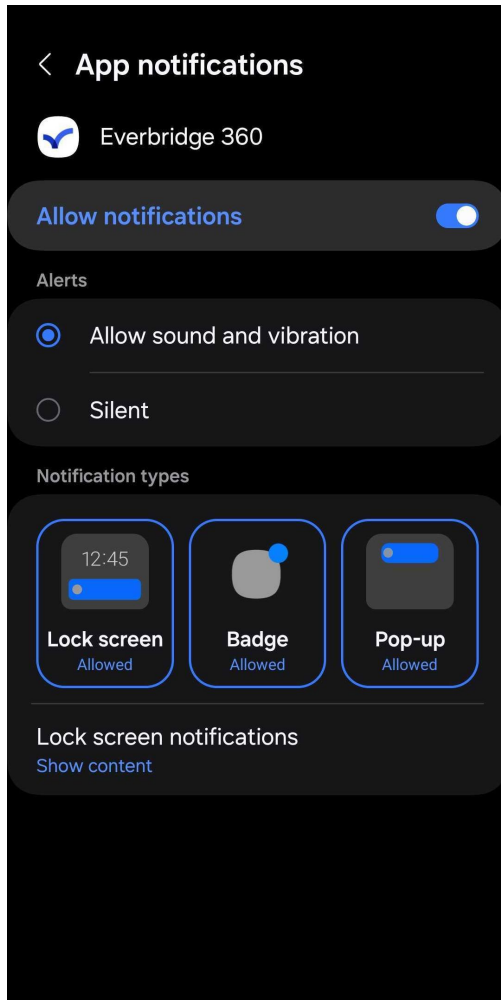 App notifications
Everbridge 360
Allow notifications
Alerts
Allow sound and vibration
Silent
Notification types
12:45
Lock screen
Allowed
Badge
Allowed
Pop-up
Allowed
Lock screen notifications
Show content